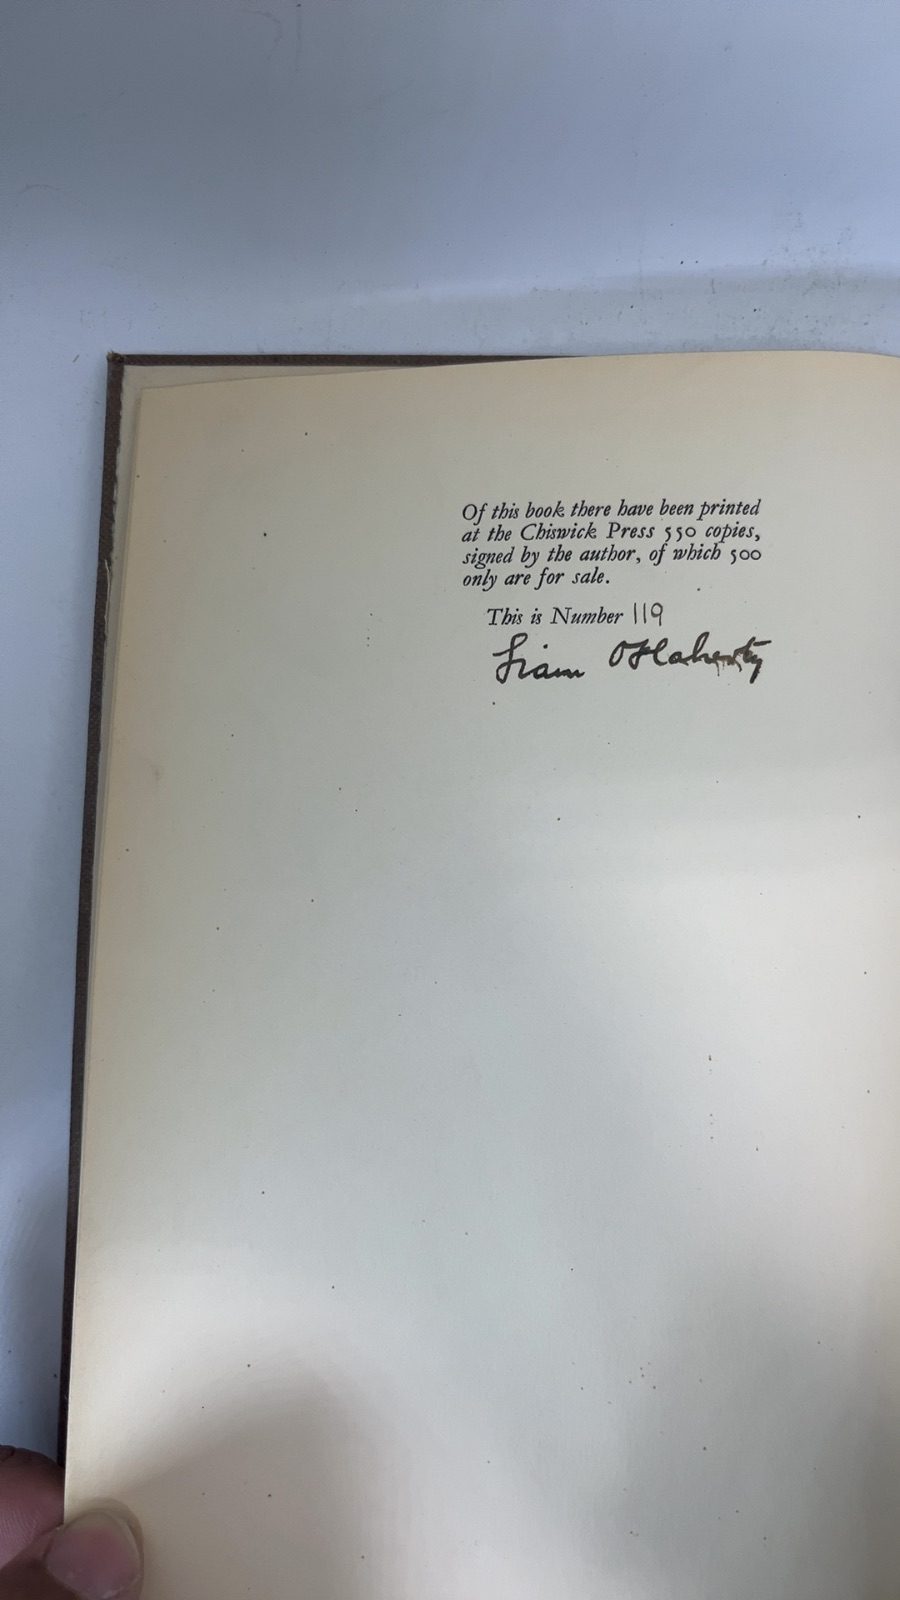 Of this book there have been printed
at the Chiswick Press 550 copies,
signed by the author, of which 500
only are for sale.
This is Number 119
Liam O'Flaherty